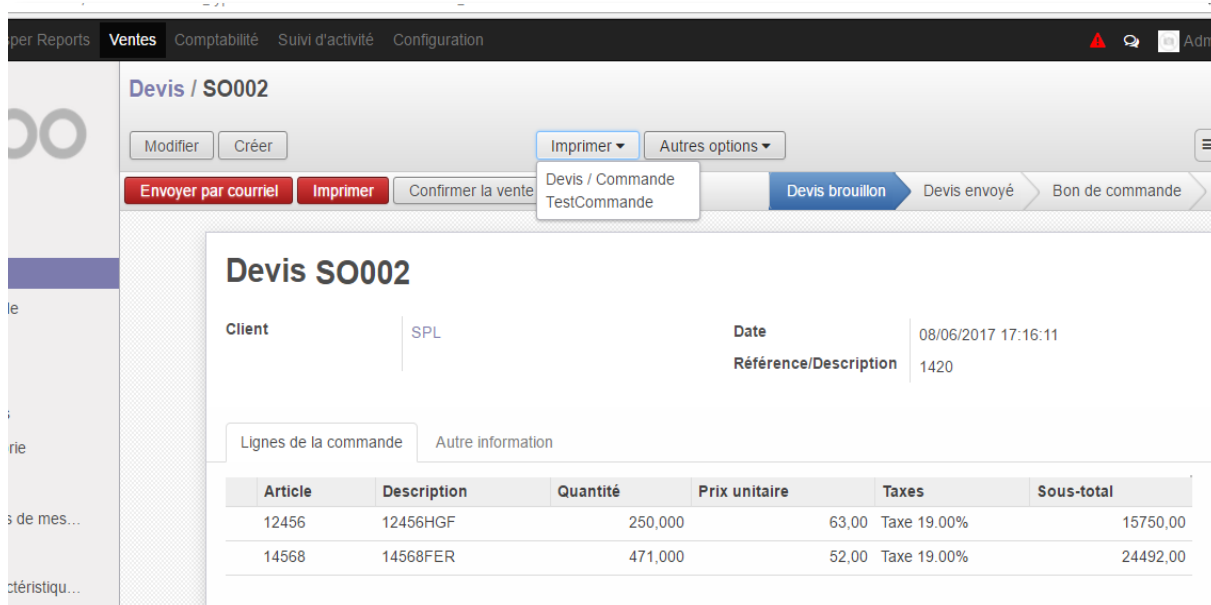 per Reports Ventes Comptabilité Suivi d'activité Configuration Adm
Devis / SO002
Modifier Créer Imprimer Autres options
Envoyer par courriel Imprimer Confirmer la vente Devis brouillon Devis envoyé Bon de commande
Devis / Commande
TestCommande
Devis SO002
le
Client SPL Date 08/06/2017 17:16:11
Référence/Description 1420
rie
Lignes de la commande Autre information
Article Description Quantité Prix unitaire Taxes Sous-total
s de mes...
12456 12456HGF 250,000 63,00 Taxe 19.00% 15750,00
14568 14568FER 471,000 52,00 Taxe 19.00% 24492,00
ctéristiqu...